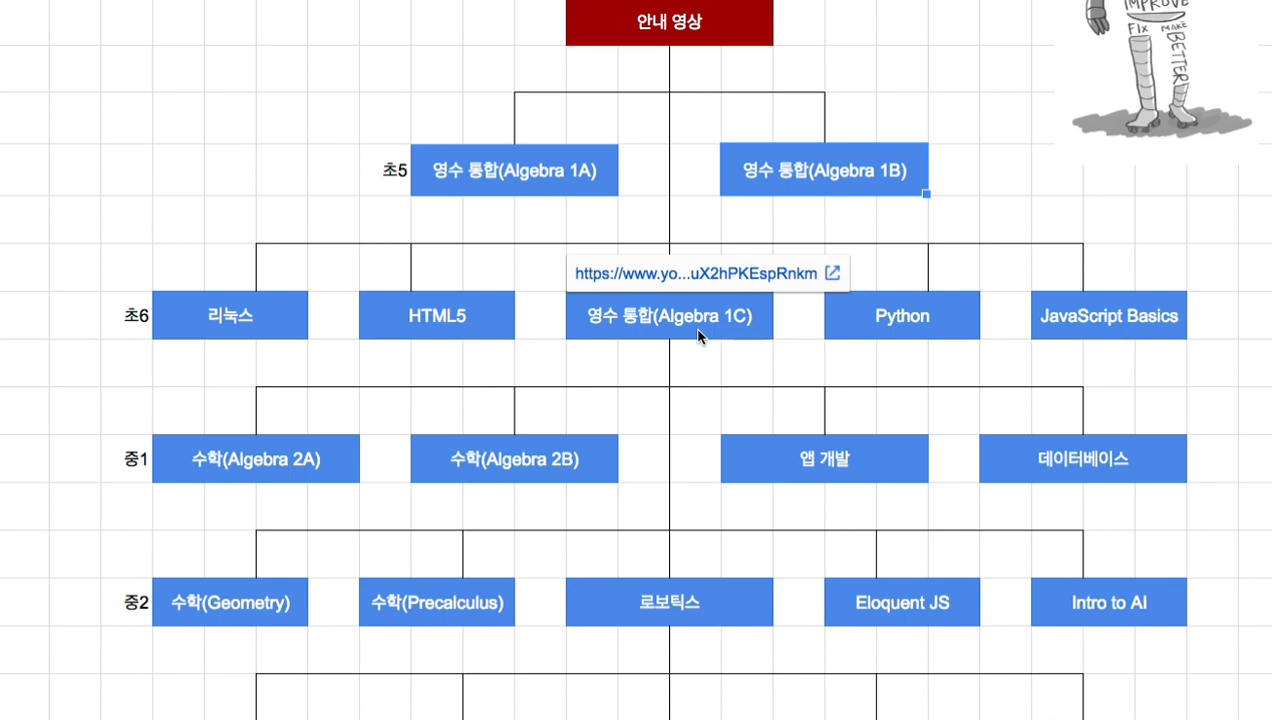 IMPROVE
안내 영상
FIX MAKE
BETTER
초5 영수 통합(Algebra 1A) 영수 통합(Algebra 1B)
https://www.yo...uX2hPKEspRnkm
초6 리눅스 HTML5 영수 통합(Algebra 1C) Python JavaScript Basics
중1 수학(Algebra 2A) 수학(Algebra 2B) 앱 개발 데이터베이스
중2 수학(Geometry) 수학(Precalculus) 로보틱스 Eloquent JS Intro to AI